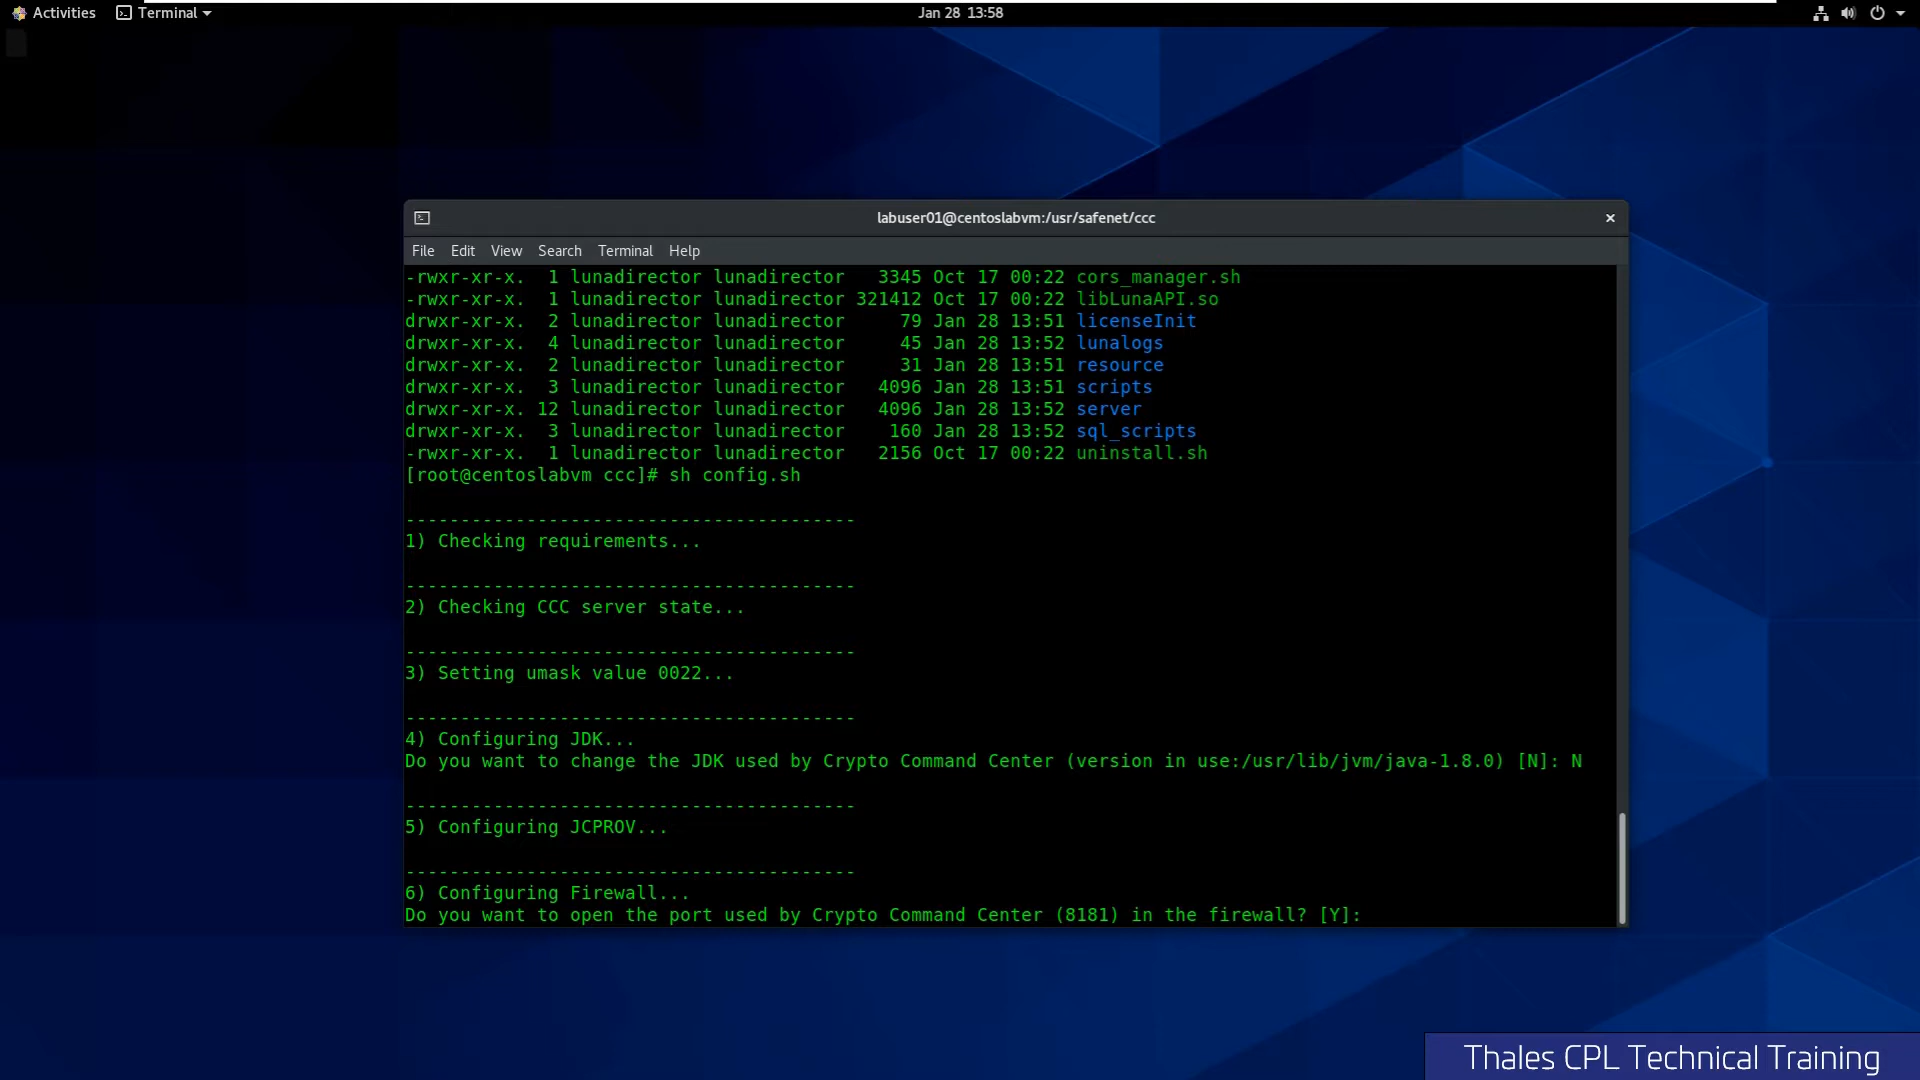 Activities Terminal Jan 28 13:58
labuser01@centoslabvm:/usr/safenet/ccc
File Edit View Search Terminal Help
-rwxr-xr-x. 1 lunadirector lunadirector 3345 Oct 17 00:22 cors_manager.sh
-rwxr-xr-x. 1 lunadirector lunadirector 321412 Oct 17 00:22 libLunaAPI.so
drwxr-xr-x. 2 lunadirector lunadirector 79 Jan 28 13:51 licenseInit
drwxr-xr-x. 4 lunadirector lunadirector 45 Jan 28 13:52 lunalogs
drwxr-xr-x. 2 lunadirector lunadirector 31 Jan 28 13:51 resource
drwxr-xr-x. 3 lunadirector lunadirector 4096 Jan 28 13:51 scripts
drwxr-xr-x. 12 lunadirector lunadirector 4096 Jan 28 13:52 server
drwxr-xr-x. 3 lunadirector lunadirector 160 Jan 28 13:52 sql_scripts
-rwxr-xr-x. 1 lunadirector lunadirector 2156 Oct 17 00:22 uninstall.sh
[root@centoslabvm ccc]# sh config.sh
-----------------------------------------
1) Checking requirements...
-----------------------------------------
2) Checking CCC server state...
-----------------------------------------
3) Setting umask value 0022...
-----------------------------------------
4) Configuring JDK...
Do you want to change the JDK used by Crypto Command Center (version in use:/usr/lib/jvm/java-1.8.0) [N]: N
-----------------------------------------
5) Configuring JCPROV...
-----------------------------------------
6) Configuring Firewall...
Do you want to open the port used by Crypto Command Center (8181) in the firewall? [Y]:
Thales CPL Technical Training